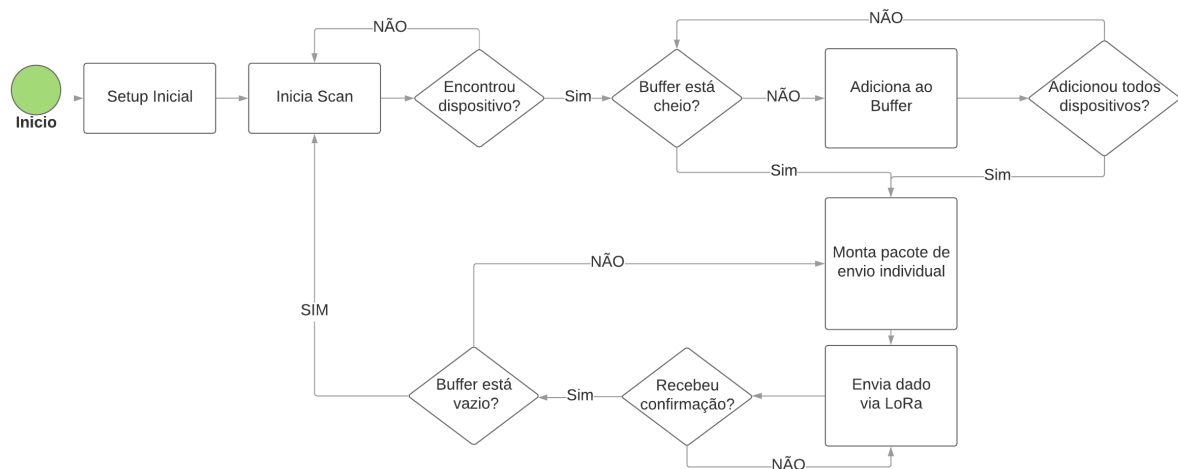 NÃO
NÃO
Inicio
Setup Inicial
Inicia Scan
Encontrou
dispositivo?
Sim
Buffer está
cheio?
NÃO
Adiciona ao
Buffer
Adicionou todos
dispositivos?
Sim
Sim
Monta pacote de
envio individual
NÃO
SIM
Buffer está
vazio?
Sim
Recebeu
confirmação?
Envia dado
via LoRa
NÃO